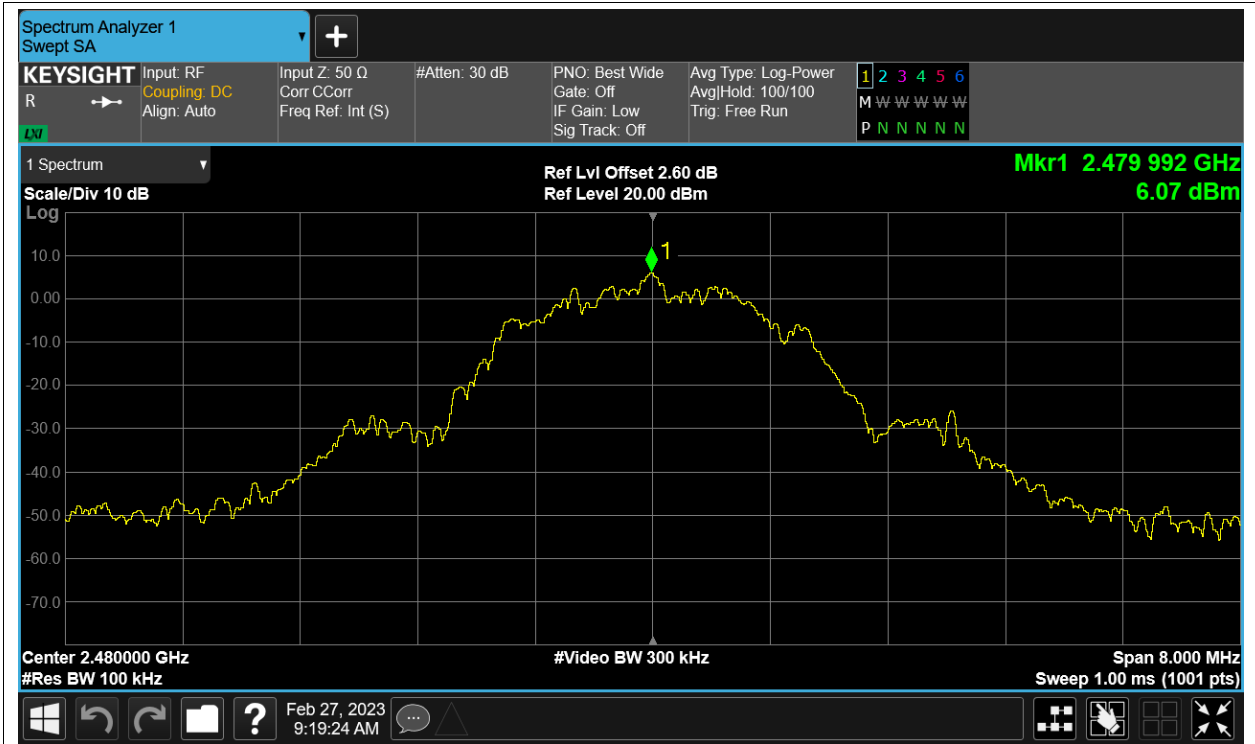 Spectrum Analyzer 1
Swept SA
▼
+
KEYSIGHT
R
LXI
Input: RF
Coupling: DC
Align: Auto
Input Z: 50 Ω
Corr CCorr
Freq Ref: Int (S)
#Atten: 30 dB
PNO: Best Wide
Gate: Off
IF Gain: Low
Sig Track: Off
Avg Type: Log-Power
Avg|Hold: 100/100
Trig: Free Run
1 2 3 4 5 6
M W W W W W W
P N N N N N N
1 Spectrum ▼
Scale/Div 10 dB
Log
Ref Lvl Offset 2.60 dB
Ref Level 20.00 dBm
Mkr1 2.479 992 GHz
6.07 dBm
1
10.0
0.00
-10.0
-20.0
-30.0
-40.0
-50.0
-60.0
-70.0
Center 2.480000 GHz
#Res BW 100 kHz
#Video BW 300 kHz
Span 8.000 MHz
Sweep 1.00 ms (1001 pts)
?
Feb 27, 2023
9:19:24 AM